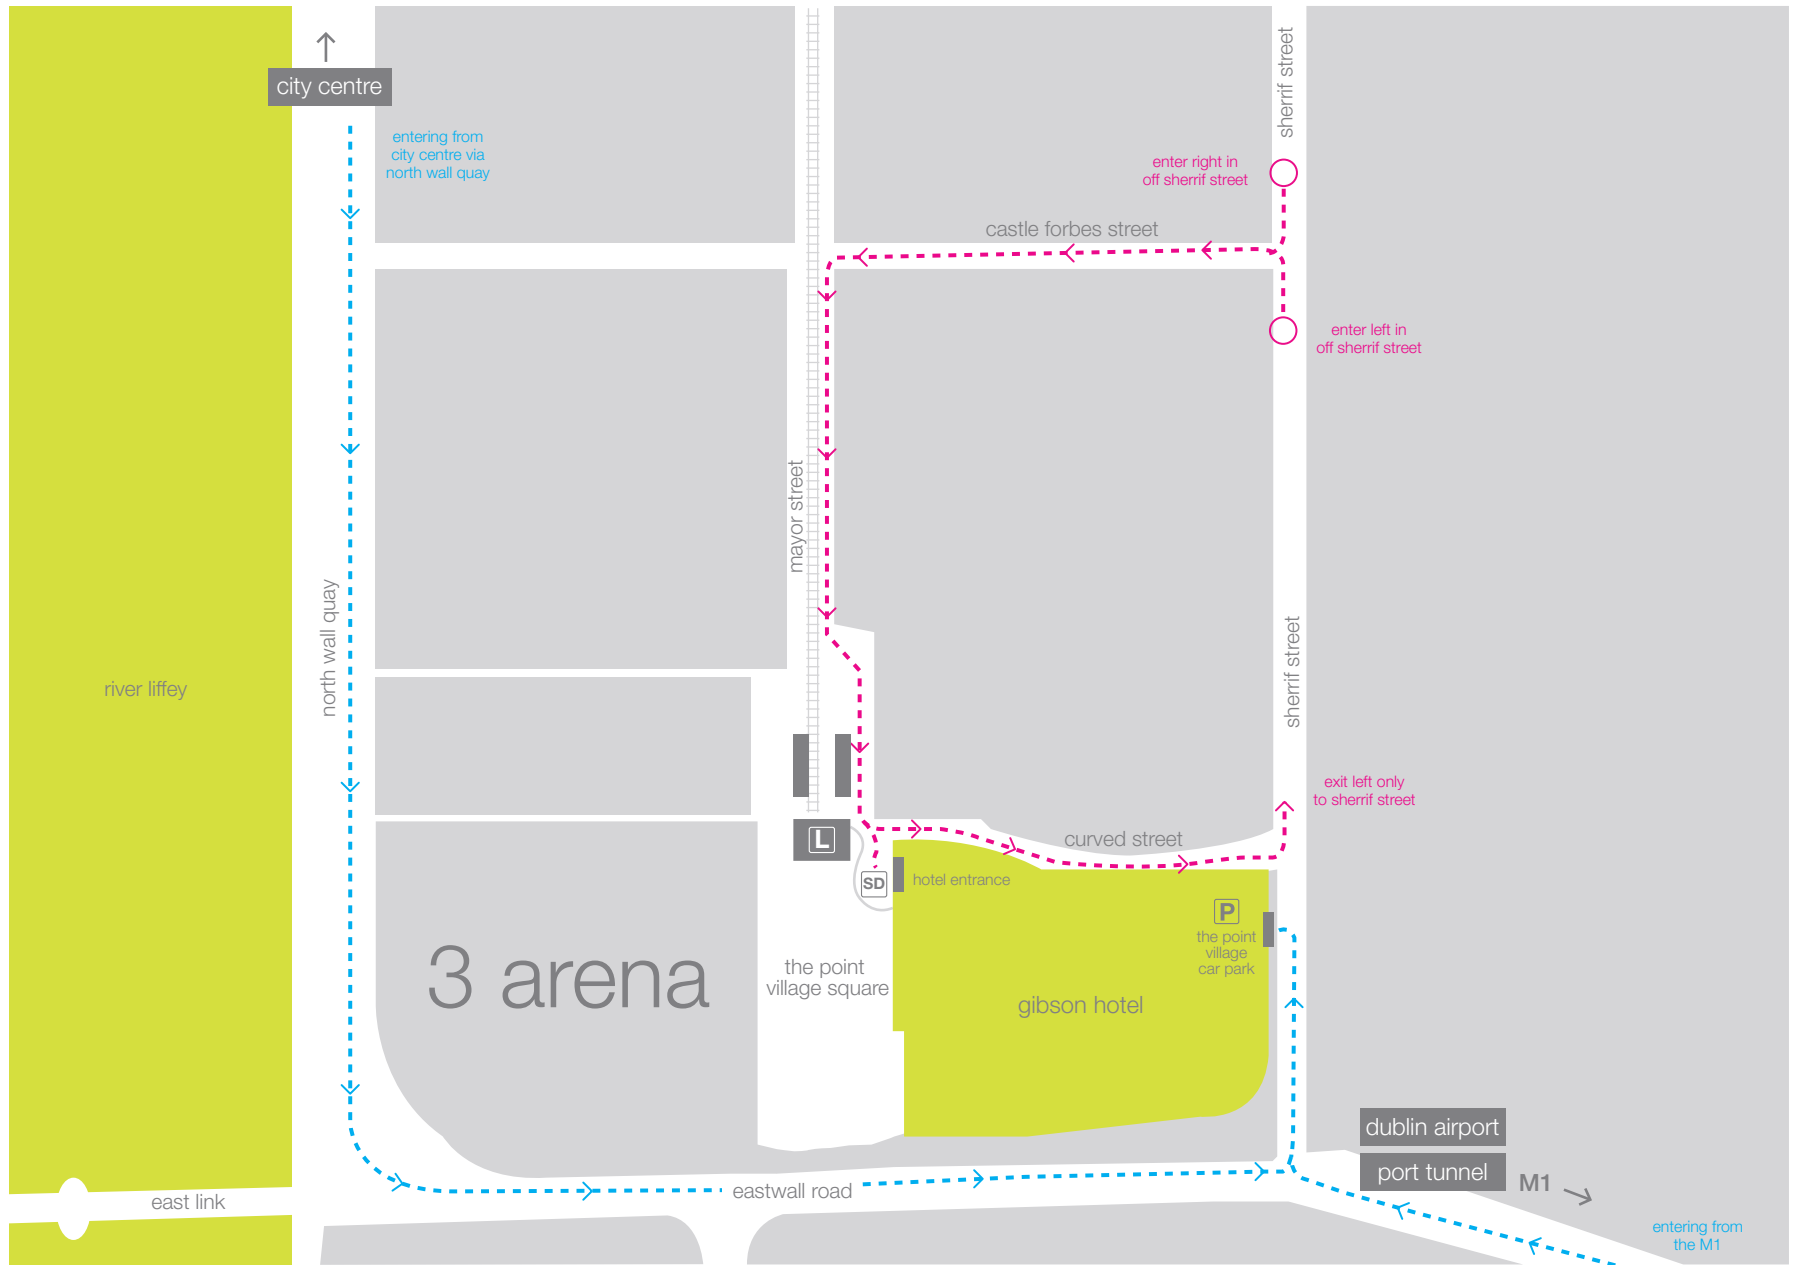 city centre
entering from
city centre via
north wall quay
sherrif street
enter right in
off sherrif street
castle forbes street
enter left in
off sherrif street
mayor street
north wall quay
river liffey
sherrif street
exit left only
to sherrif street
L
curved street
SD
hotel entrance
P
the point
village
car park
3 arena
the point
village square
gibson hotel
dublin airport
port tunnel
M1
east link
eastwall road
entering from
the M1